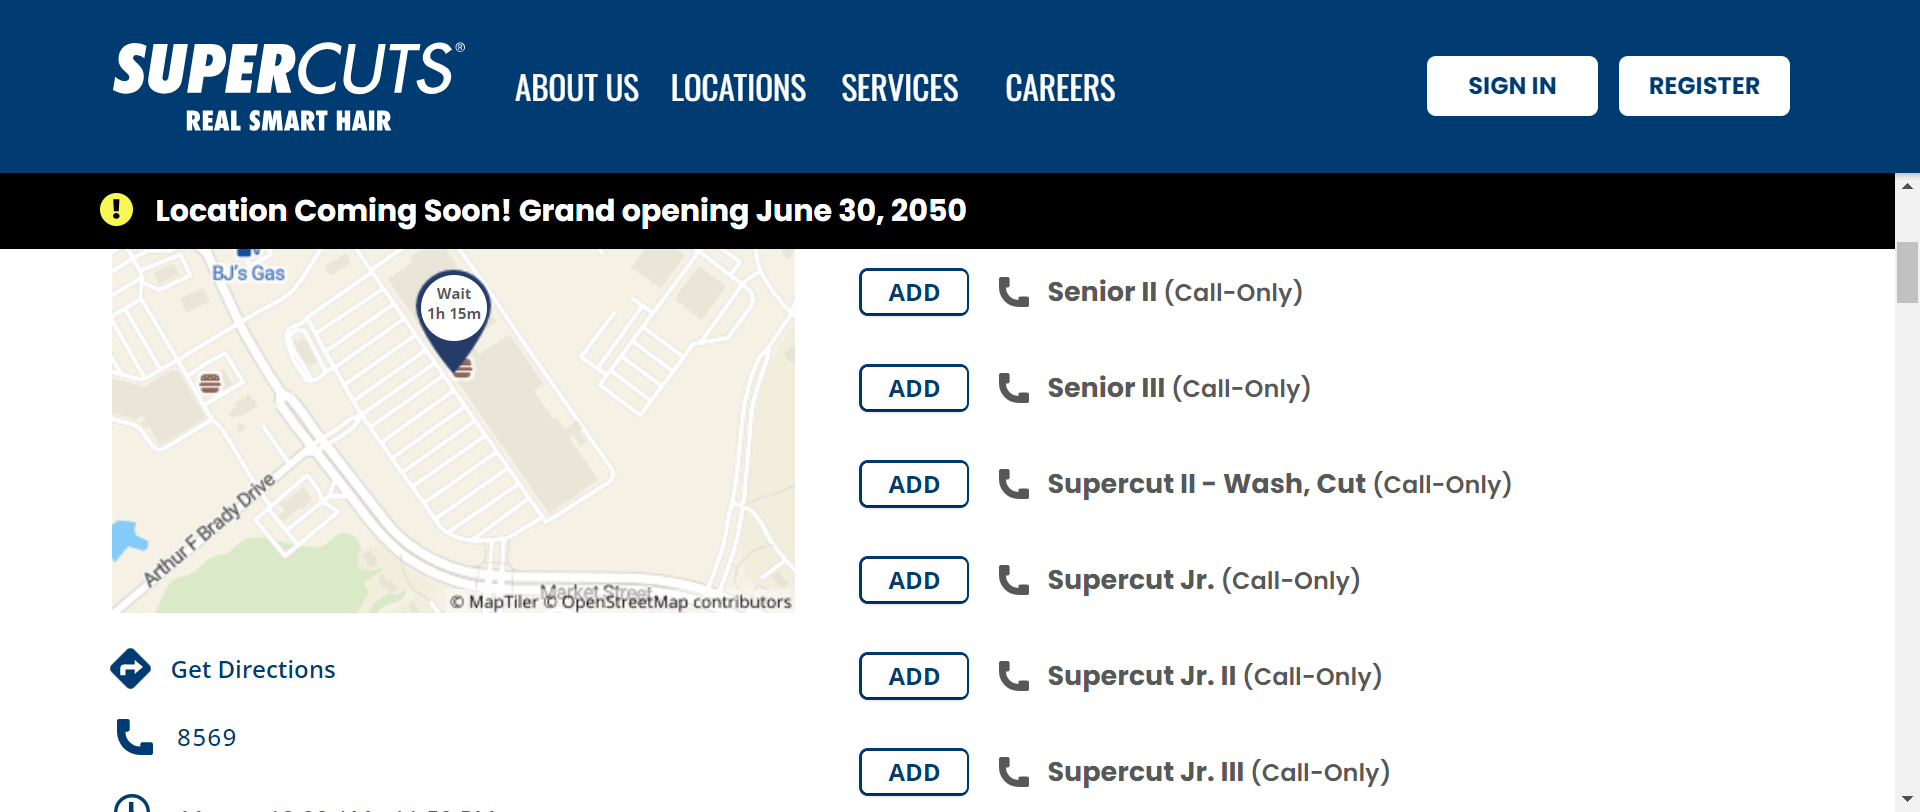 SUPERCUTS®
REAL SMART HAIR
ABOUT US LOCATIONS SERVICES CAREERS
SIGN IN REGISTER
Location Coming Soon! Grand opening June 30, 2050
BJ's Gas
Wait
1h 15m
Arthur F Brady Drive
Market Street
© MapTiler © OpenStreetMap contributors
Get Directions
8569
ADD Senior II (Call-Only)
ADD Senior III (Call-Only)
ADD Supercut II - Wash, Cut (Call-Only)
ADD Supercut Jr. (Call-Only)
ADD Supercut Jr. II (Call-Only)
ADD Supercut Jr. III (Call-Only)